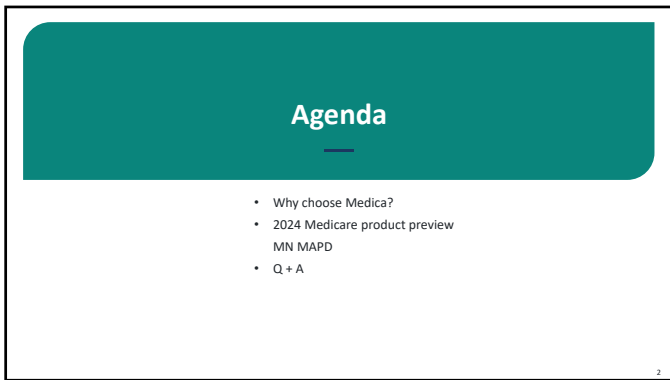 Agenda
• Why choose Medica?
• 2024 Medicare product preview
MN MAPD
• Q + A
2